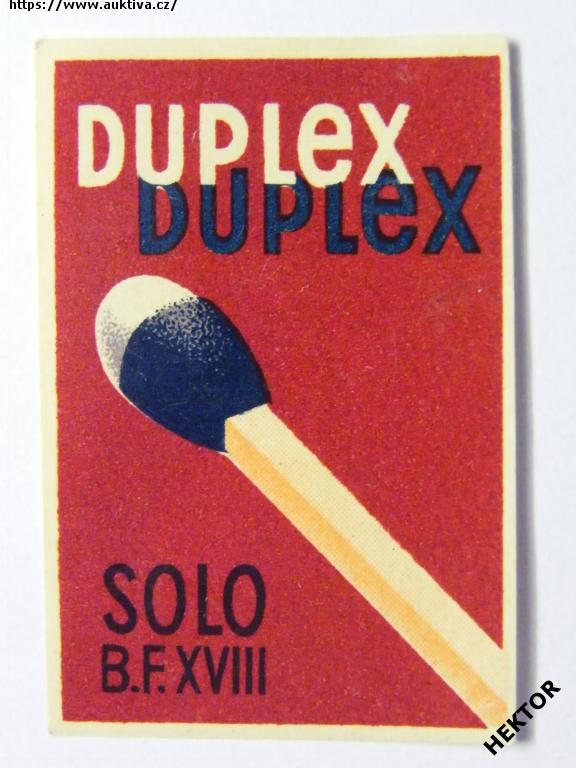 https://www.auktiva.cz/
DUPLeX
DUPLeX
SOLO
B.F. XVIII
HEKTOR